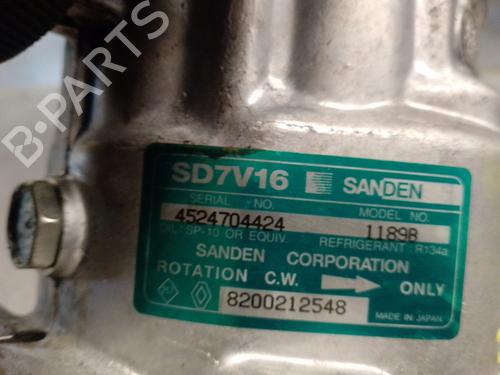 B-PARTS
SD7V16 SANDEN
SERIAL NO. MODEL NO.
4524704424 1189B
OIL: SP-10 OR EQUIV. REFRIGERANT: R134a
SANDEN CORPORATION
ROTATION C.W. ONLY
8200212548
MADE IN JAPAN